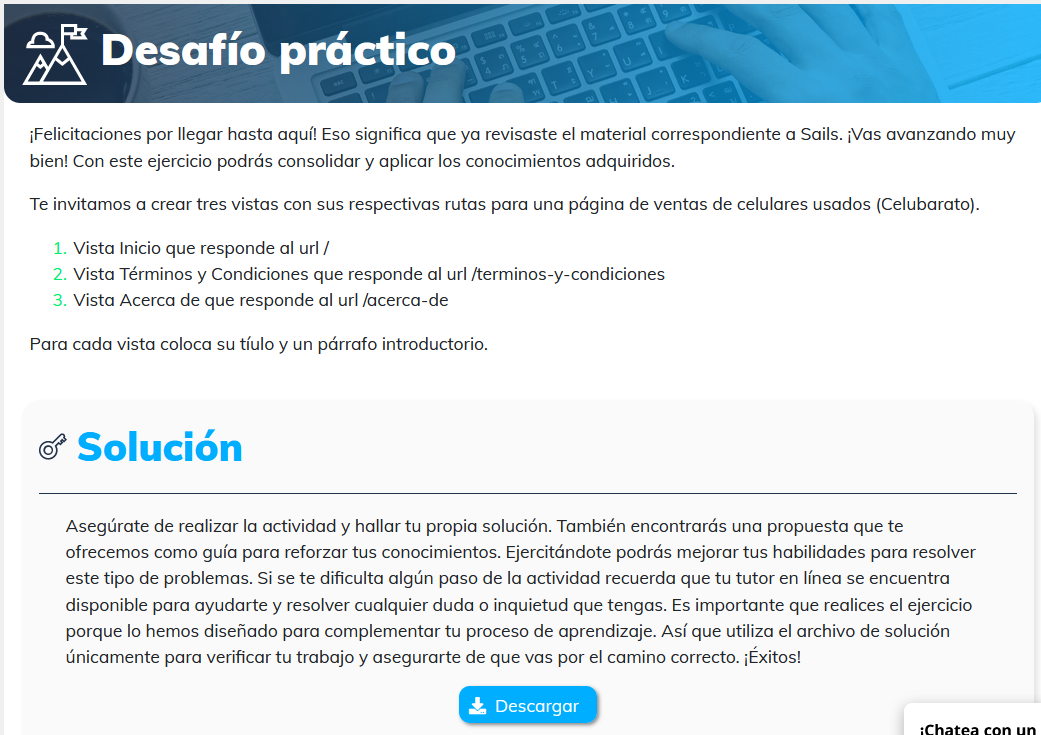 Desafío práctico
¡Felicitaciones por llegar hasta aquí! Eso significa que ya revisaste el material correspondiente a Sails. ¡Vas avanzando muy
bien! Con este ejercicio podrás consolidar y aplicar los conocimientos adquiridos.
Te invitamos a crear tres vistas con sus respectivas rutas para una página de ventas de celulares usados (Celubarato).
1. Vista Inicio que responde al url /
2. Vista Términos y Condiciones que responde al url /terminos-y-condiciones
3. Vista Acerca de que responde al url /acerca-de
Para cada vista coloca su tíulo y un párrafo introductorio.
Solución
Asegúrate de realizar la actividad y hallar tu propia solución. También encontrarás una propuesta que te
ofrecemos como guía para reforzar tus conocimientos. Ejercitándote podrás mejorar tus habilidades para resolver
este tipo de problemas. Si se te dificulta algún paso de la actividad recuerda que tu tutor en línea se encuentra
disponible para ayudarte y resolver cualquier duda o inquietud que tengas. Es importante que realices el ejercicio
porque lo hemos diseñado para complementar tu proceso de aprendizaje. Así que utiliza el archivo de solución
únicamente para verificar tu trabajo y asegurarte de que vas por el camino correcto. ¡Éxitos!
Descargar
¡Chatea con un